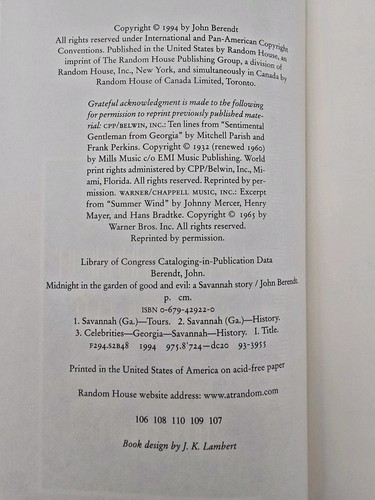 Copyright © 1994 by John Berendt
All rights reserved under International and Pan-American Copyright
Conventions. Published in the United States by Random House, an
imprint of The Random House Publishing Group, a division of
Random House, Inc., New York, and simultaneously in Canada by
Random House of Canada Limited, Toronto.
Grateful acknowledgment is made to the following
for permission to reprint previously published mate-
rial: CPP/BELWIN, INC.: Ten lines from “Sentimental
Gentleman from Georgia” by Mitchell Parish and
Frank Perkins. Copyright © 1932 (renewed 1960)
by Mills Music c/o EMI Music Publishing. World
print rights administered by CPP/Belwin, Inc., Mi-
ami, Florida. All rights reserved. Reprinted by per-
mission. WARNER/CHAPPELL MUSIC, INC.: Excerpt
from “Summer Wind” by Johnny Mercer, Henry
Mayer, and Hans Bradtke. Copyright © 1965 by
Warner Bros. Inc. All rights reserved.
Reprinted by permission.
Library of Congress Cataloging-in-Publication Data
Berendt, John.
Midnight in the garden of good and evil: a Savannah story / John Berendt.
p. cm.
ISBN 0-679-42922-0
1. Savannah (Ga.)—Tours. 2. Savannah (Ga.)—History.
3. Celebrities—Georgia—Savannah—History. I. Title.
F294.S2B48 1994 975.8'724—dc20 93-3955
Printed in the United States of America on acid-free paper
Random House website address: www.atrandom.com
106 108 110 109 107
Book design by J. K. Lambert